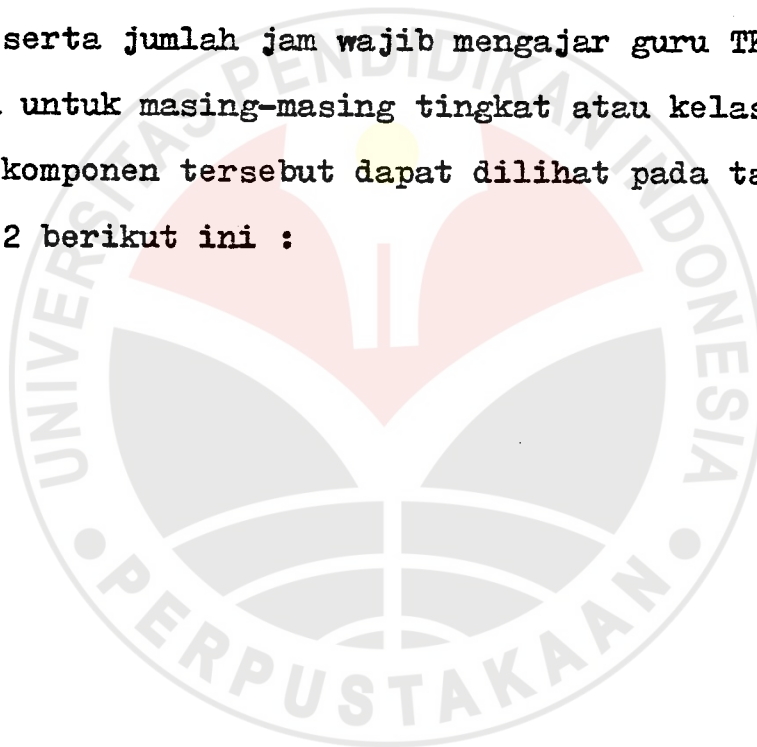 serta jumlah jam wajib mengajar guru
untuk masing-masing tingkat atau kelas
komponen tersebut dapat dilihat pada
2 berikut ini :
UNIVERSITAS PENDIDIKAN INDONESIA
PERPUSTAKAAN